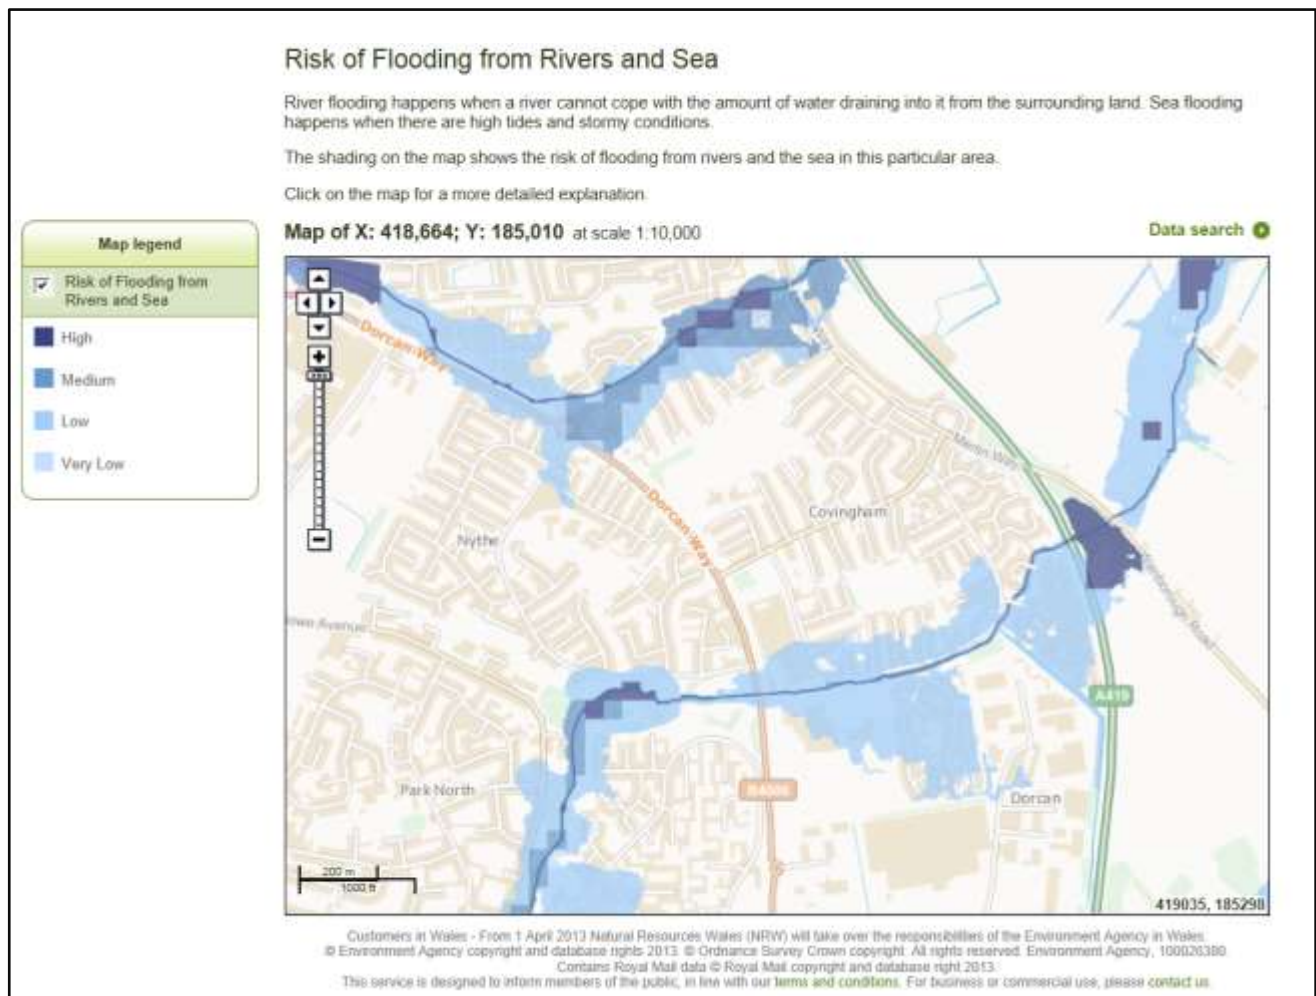 Risk of Flooding from Rivers and Sea
River flooding happens when a river cannot cope with the amount of water draining into it from the surrounding land. Sea flooding
happens when there are high tides and stormy conditions.
The shading on the map shows the risk of flooding from rivers and the sea in this particular area.
Click on the map for a more detailed explanation.
Map of X: 418,664; Y: 185,010 at scale 1:10,000
Data search
Map legend
Risk of Flooding from
Rivers and Sea
High
Medium
Low
Very Low
Dorcan Way
Merlin Way
Covingham
Dorcan Way
Nythe
Avenue
Road
A419
Park North
Dorcan
200 m
1000 ft
419035, 185298
Customers in Wales - From 1 April 2013 Natural Resources Wales (NRW) will take over the responsibilities of the Environment Agency in Wales.
© Environment Agency copyright and database rights 2013. © Ordnance Survey Crown copyright. All rights reserved. Environment Agency, 100026380.
Contains Royal Mail data © Royal Mail copyright and database right 2013.
This service is designed to inform members of the public, in line with our terms and conditions. For business or commercial use, please contact us.